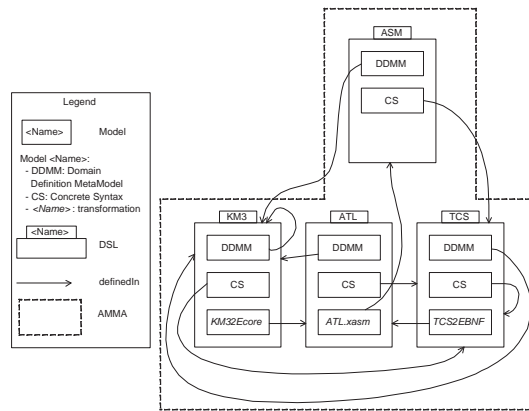 ASM
DDMM
CS
Legend
<Name>
Model
Model <Name>:
- DDMM: Domain
Definition MetaModel
- CS: Concrete Syntax
- <Name>: transformation
<Name>
DSL
definedIn
AMMA
KM3
DDMM
CS
KM32Ecore
ATL
DDMM
CS
ATL.xasm
TCS
DDMM
CS
TCS2EBNF